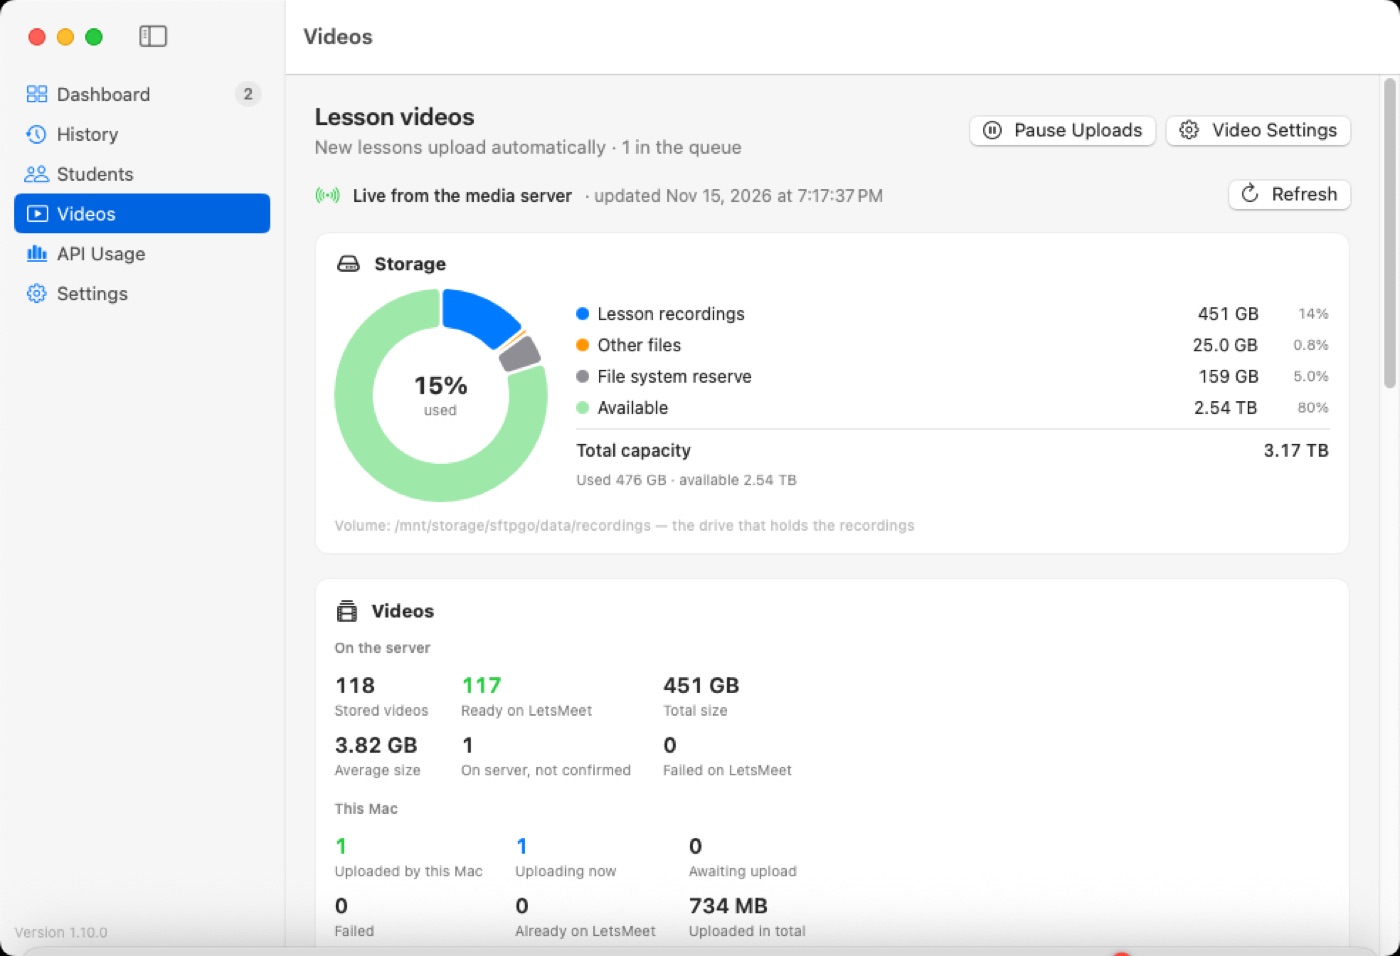 Videos
Dashboard 2
History
Students
Videos
API Usage
Settings
Version 1.10.0
Lesson videos
New lessons upload automatically · 1 in the queue
Pause Uploads
Video Settings
Live from the media server · updated Nov 15, 2026 at 7:17:37 PM
Refresh
Storage
15%
used
Lesson recordings 451 GB 14%
Other files 25.0 GB 0.8%
File system reserve 159 GB 5.0%
Available 2.54 TB 80%
Total capacity 3.17 TB
Used 476 GB · available 2.54 TB
Volume: /mnt/storage/sftpgo/data/recordings — the drive that holds the recordings
Videos
On the server
118 117 451 GB
Stored videos Ready on LetsMeet Total size
3.82 GB 1 0
Average size On server, not confirmed Failed on LetsMeet
This Mac
1 1 0
Uploaded by this Mac Uploading now Awaiting upload
0 0 734 MB
Failed Already on LetsMeet Uploaded in total